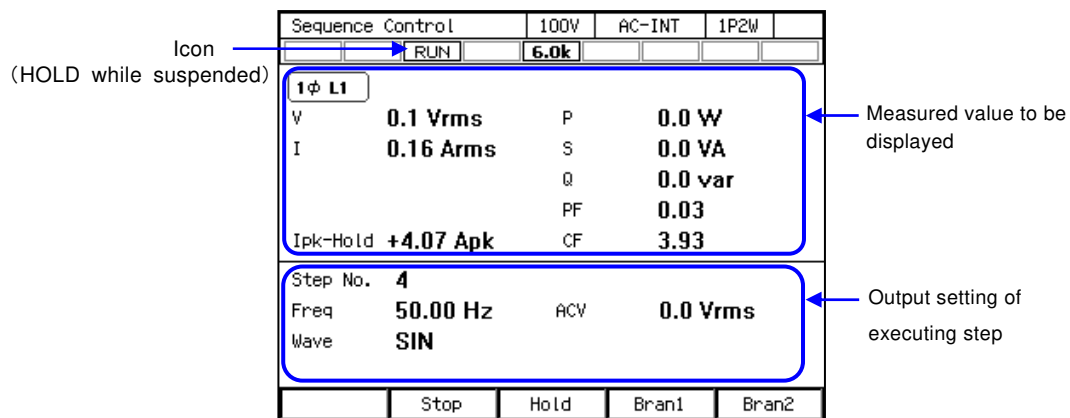 Sequence Control 100V AC-INT 1P2W
Icon
(HOLD while suspended)
RUN 6.0k
1φ L1
V 0.1 Vrms P 0.0 W
I 0.16 Arms S 0.0 VA
Q 0.0 var
PF 0.03
Ipk-Hold +4.07 Apk CF 3.93
Measured value to be
displayed
Step No. 4
Freq 50.00 Hz ACV 0.0 Vrms
Wave SIN
Output setting of
executing step
Stop Hold Bran1 Bran2